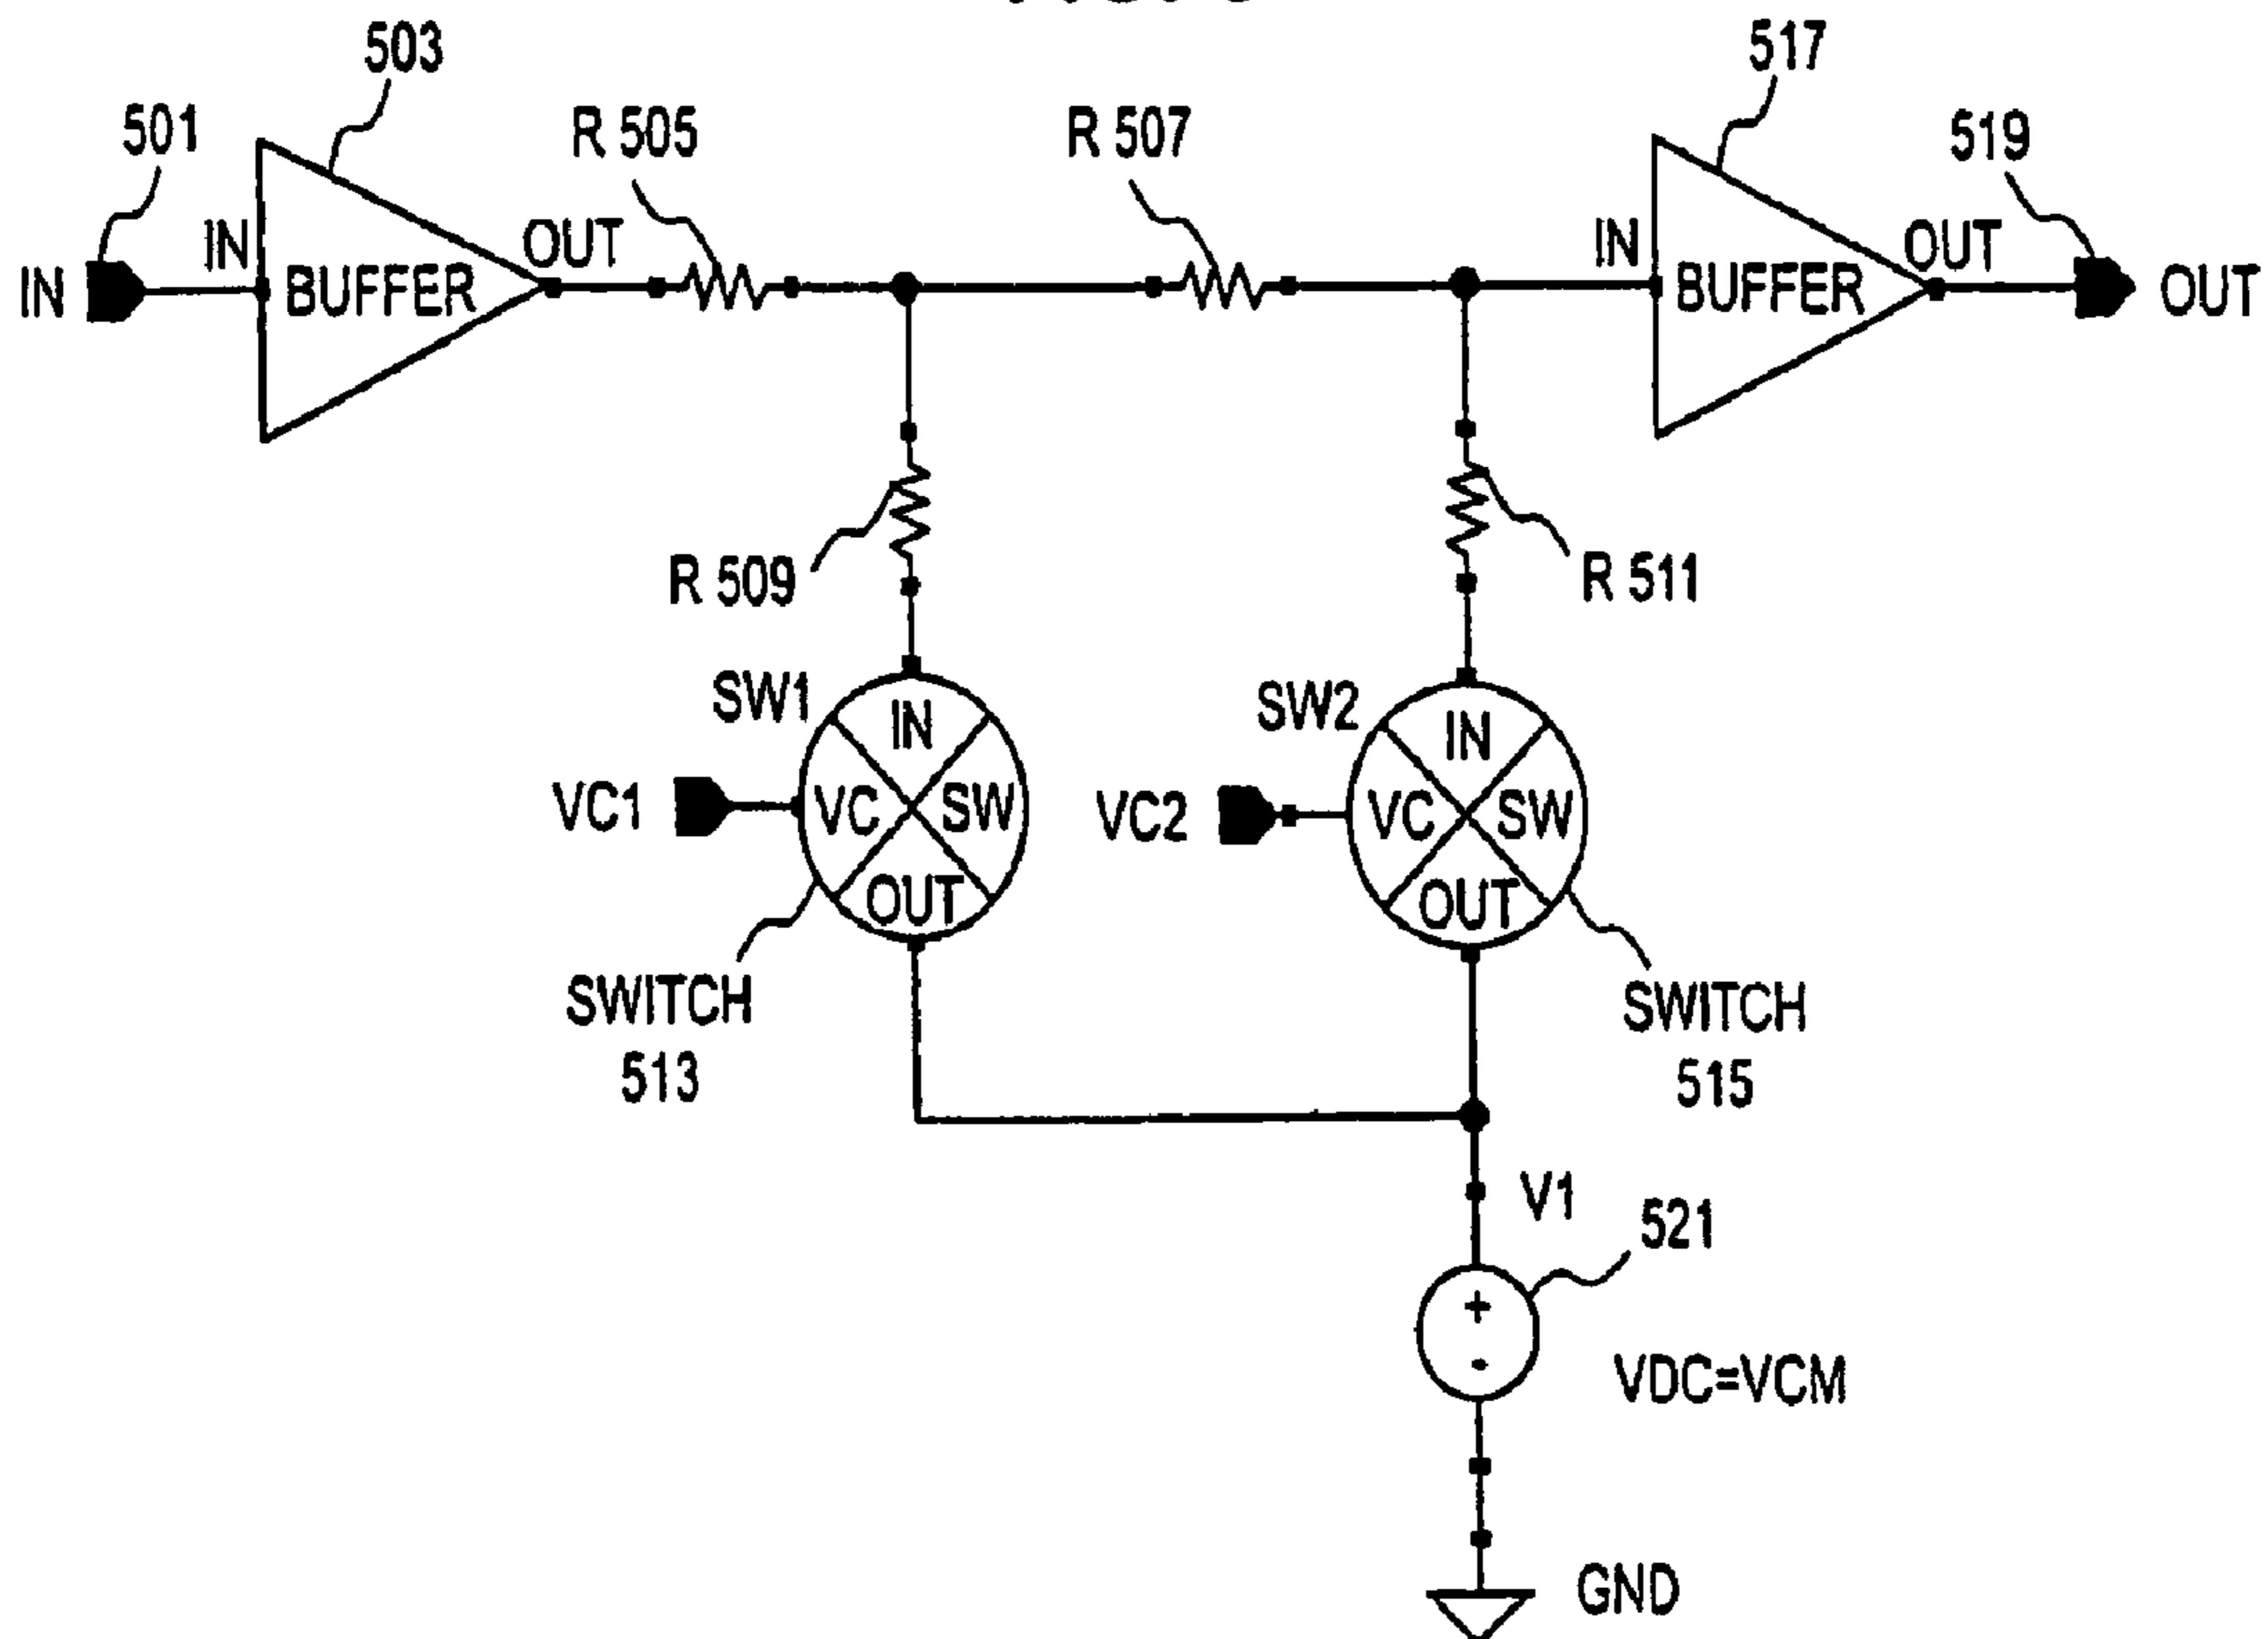 503
517
501
R 505
R 507
519
IN
IN
BUFFER
OUT
IN
BUFFER
OUT
OUT
R 509
R 511
SW1
IN
VC
SW
OUT
VC1
SW2
IN
VC
SW
OUT
VC2
SWITCH
513
SWITCH
515
V1
521
+
-
VDC=VCM
GND